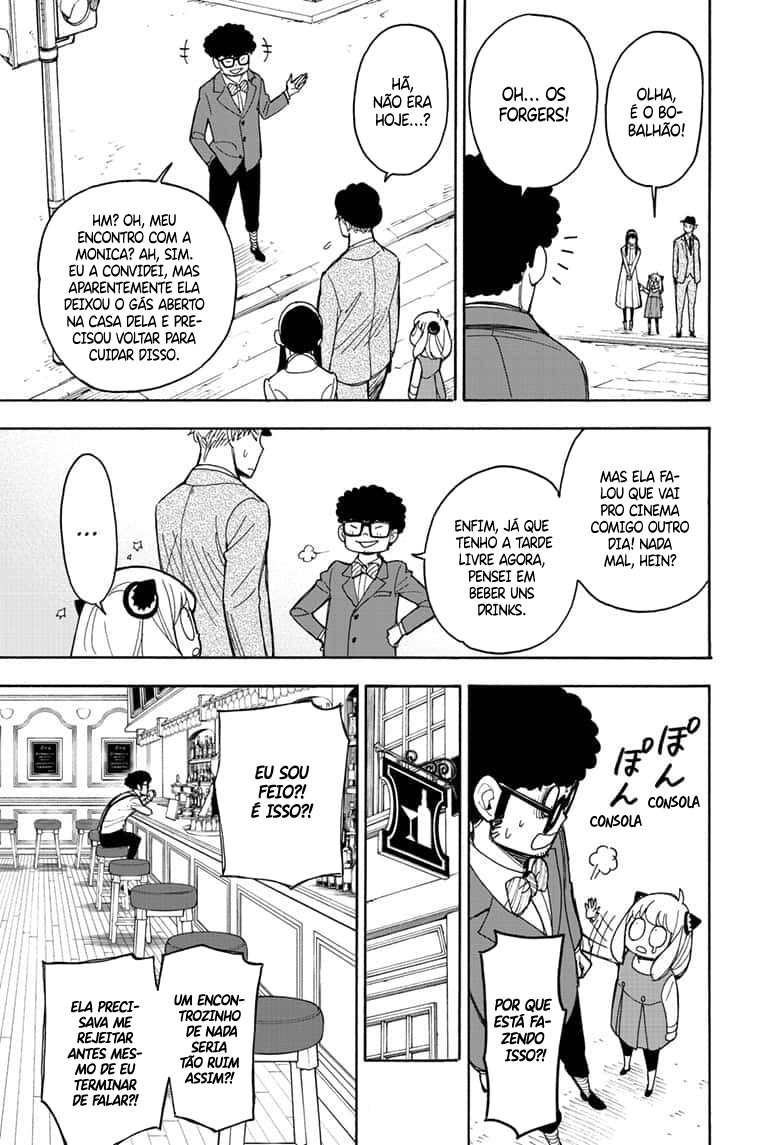 OLHA,
É O BO-
BALHÃO!
OH... OS
FORGERS!
HÃ,
NÃO ERA
HOJE...?
HM? OH, MEU
ENCONTRO COM A
MONICA? AH, SIM.
EU A CONVIDEI, MAS
APARENTEMENTE ELA
DEIXOU O GÁS ABERTO
NA CASA DELA E PRE-
CISOU VOLTAR PARA
CUIDAR DISSO.
MAS ELA FA-
LOU QUE VAI
PRO CINEMA
COMIGO OUTRO
DIA! NADA
MAL, HEIN?
ENFIM, JÁ QUE
TENHO A TARDE
LIVRE AGORA,
PENSEI EM
BEBER UNS
DRINKS.
...
ぽん
CONSOLA
ぽん
CONSOLA
POR QUE
ESTÁ FA-
ZENDO
ISSO?!
EU SOU
FEIO?!
É ISSO?!
UM ENCON-
TROZINHO
DE NADA
SERIA
TÃO RUIM
ASSIM?!
ELA PRECI-
SAVA ME
REJEITAR
ANTES MES-
MO DE EU
TERMINAR
DE FALAR?!